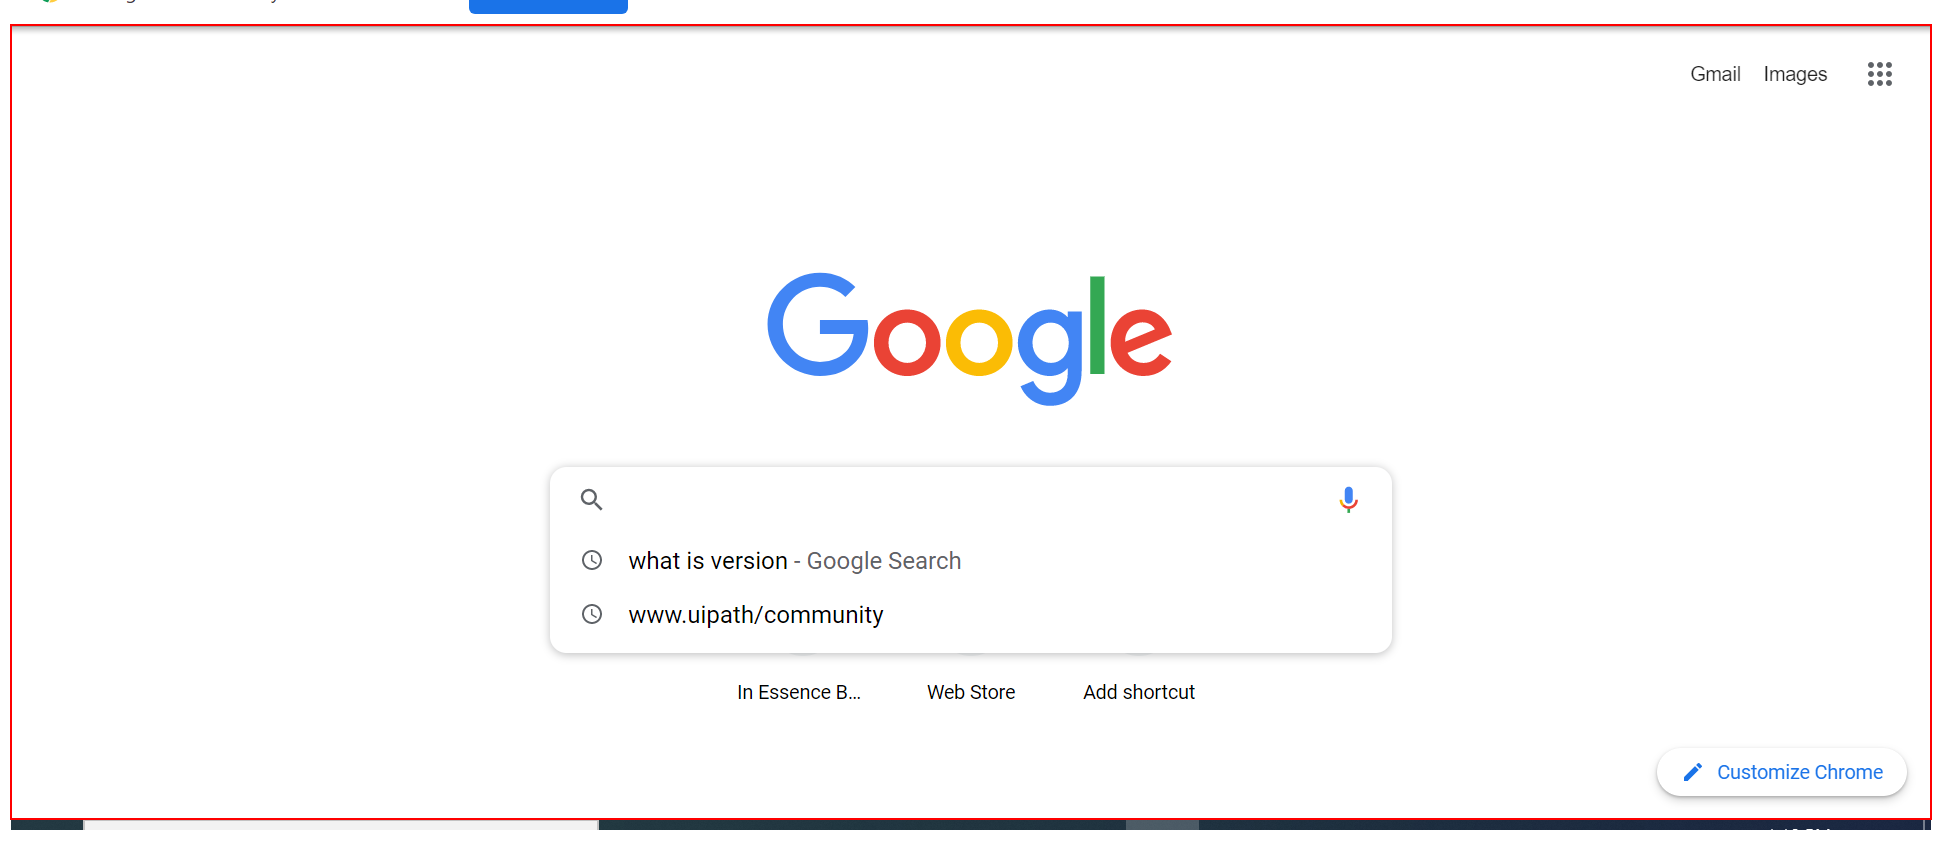 Gmail Images
Google
what is version - Google Search
www.uipath/community
In Essence B... Web Store Add shortcut
Customize Chrome